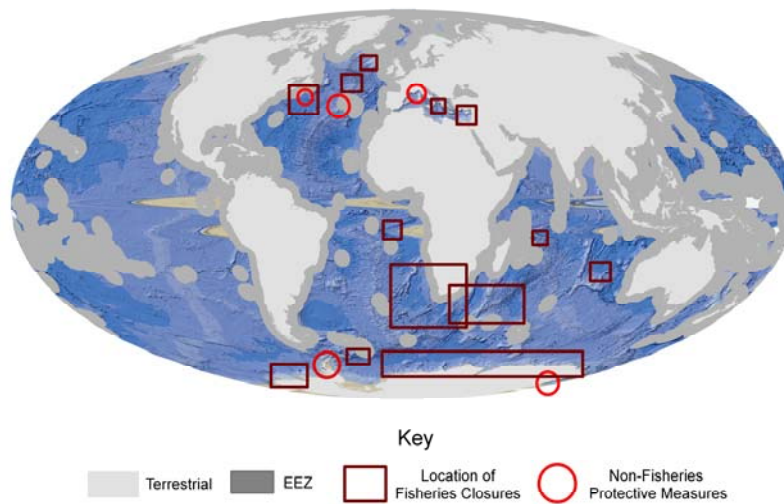 Key
Terrestrial
EEZ
Location of
Fisheries Closures
Non-Fisheries
Protective Measures